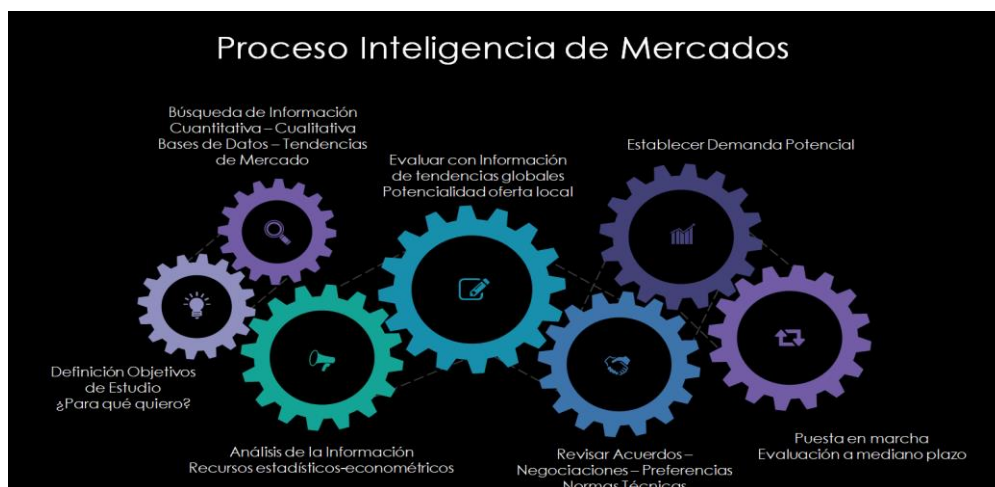 Proceso Inteligencia de Mercados
Búsqueda de Información
Cuantitativa – Cualitativa
Bases de Datos – Tendencias
de Mercado
Evaluar con Información
de tendencias globales
Potencialidad oferta local
Establecer Demanda Potencial
Definición Objetivos
de Estudio
¿Para qué quiero?
Análisis de la Información
Recursos estadísticos-econométricos
Revisar Acuerdos –
Negociaciones – Preferencias
Normas Técnicas
Puesta en marcha
Evaluación a mediano plazo